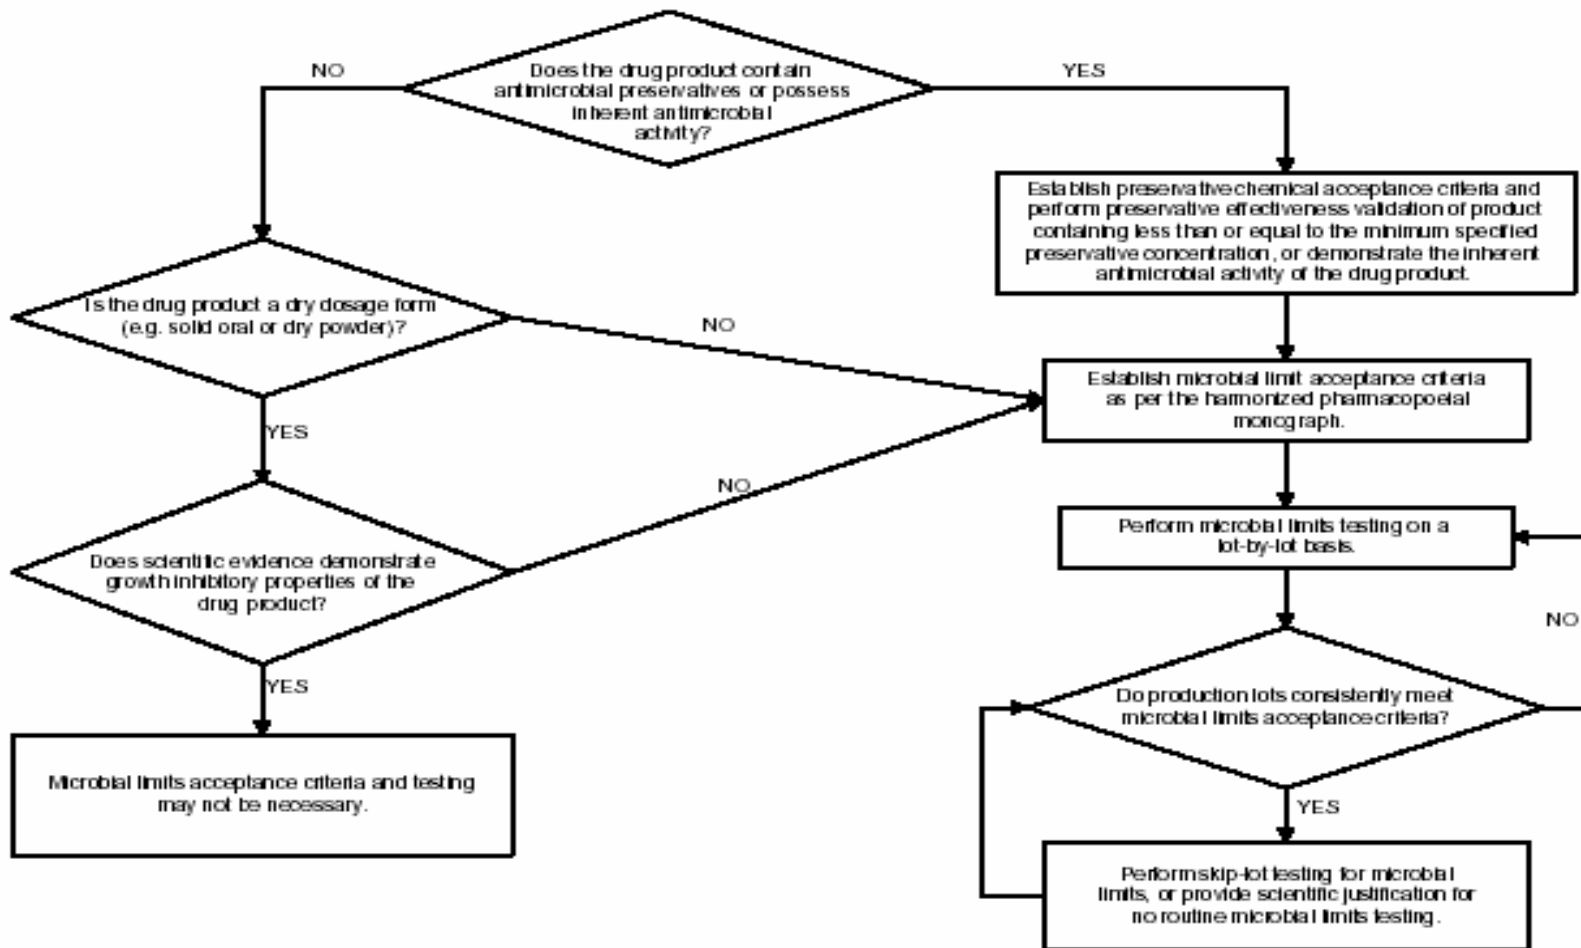 NO
Does the drug product contain
antimicrobial preservatives or possess
inherent antimicrobial
activity?
YES
Establish preservative chemical acceptance criteria and
perform preservative effectiveness validation of product
containing less than or equal to the minimum specified
preservative concentration, or demonstrate the inherent
antimicrobial activity of the drug product.
Is the drug product a dry dosage form
(e.g. solid oral or dry powder)?
NO
Establish microbial limit acceptance criteria
as per the harmonized pharmacopoeial
monograph.
YES
NO
Perform microbial limits testing on a
lot-by-lot basis.
Does scientific evidence demonstrate
growth inhibitory properties of the
drug product?
NO
YES
Do production lots consistently meet
microbial limits acceptance criteria?
Microbial limits acceptance criteria and testing
may not be necessary.
YES
Perform skip-lot testing for microbial
limits, or provide scientific justification for
no routine microbial limits testing.